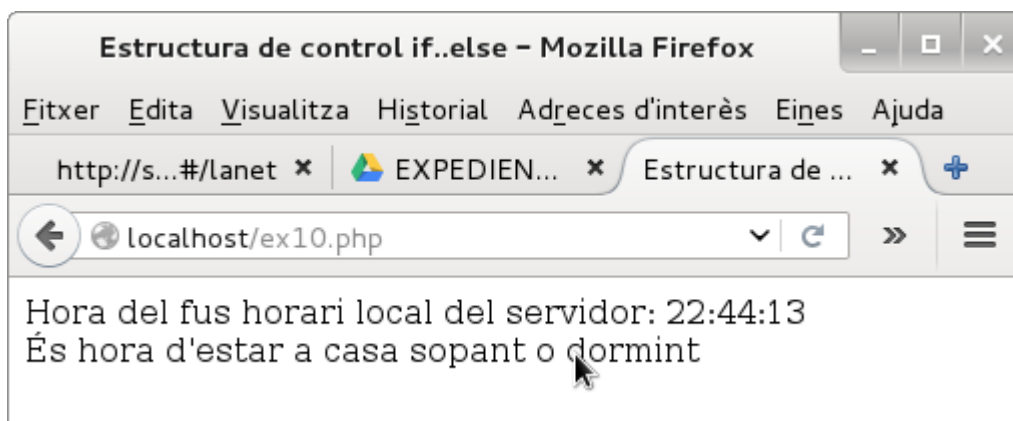 Estructura de control if..else – Mozilla Firefox
Fitxer Edita Visualitza Historial Adreces d'interès Eines Ajuda
http://s...#/lanet EXPEDIEN... Estructura de ...
localhost/ex10.php
Hora del fus horari local del servidor: 22:44:13
És hora d'estar a casa sopant o dormint